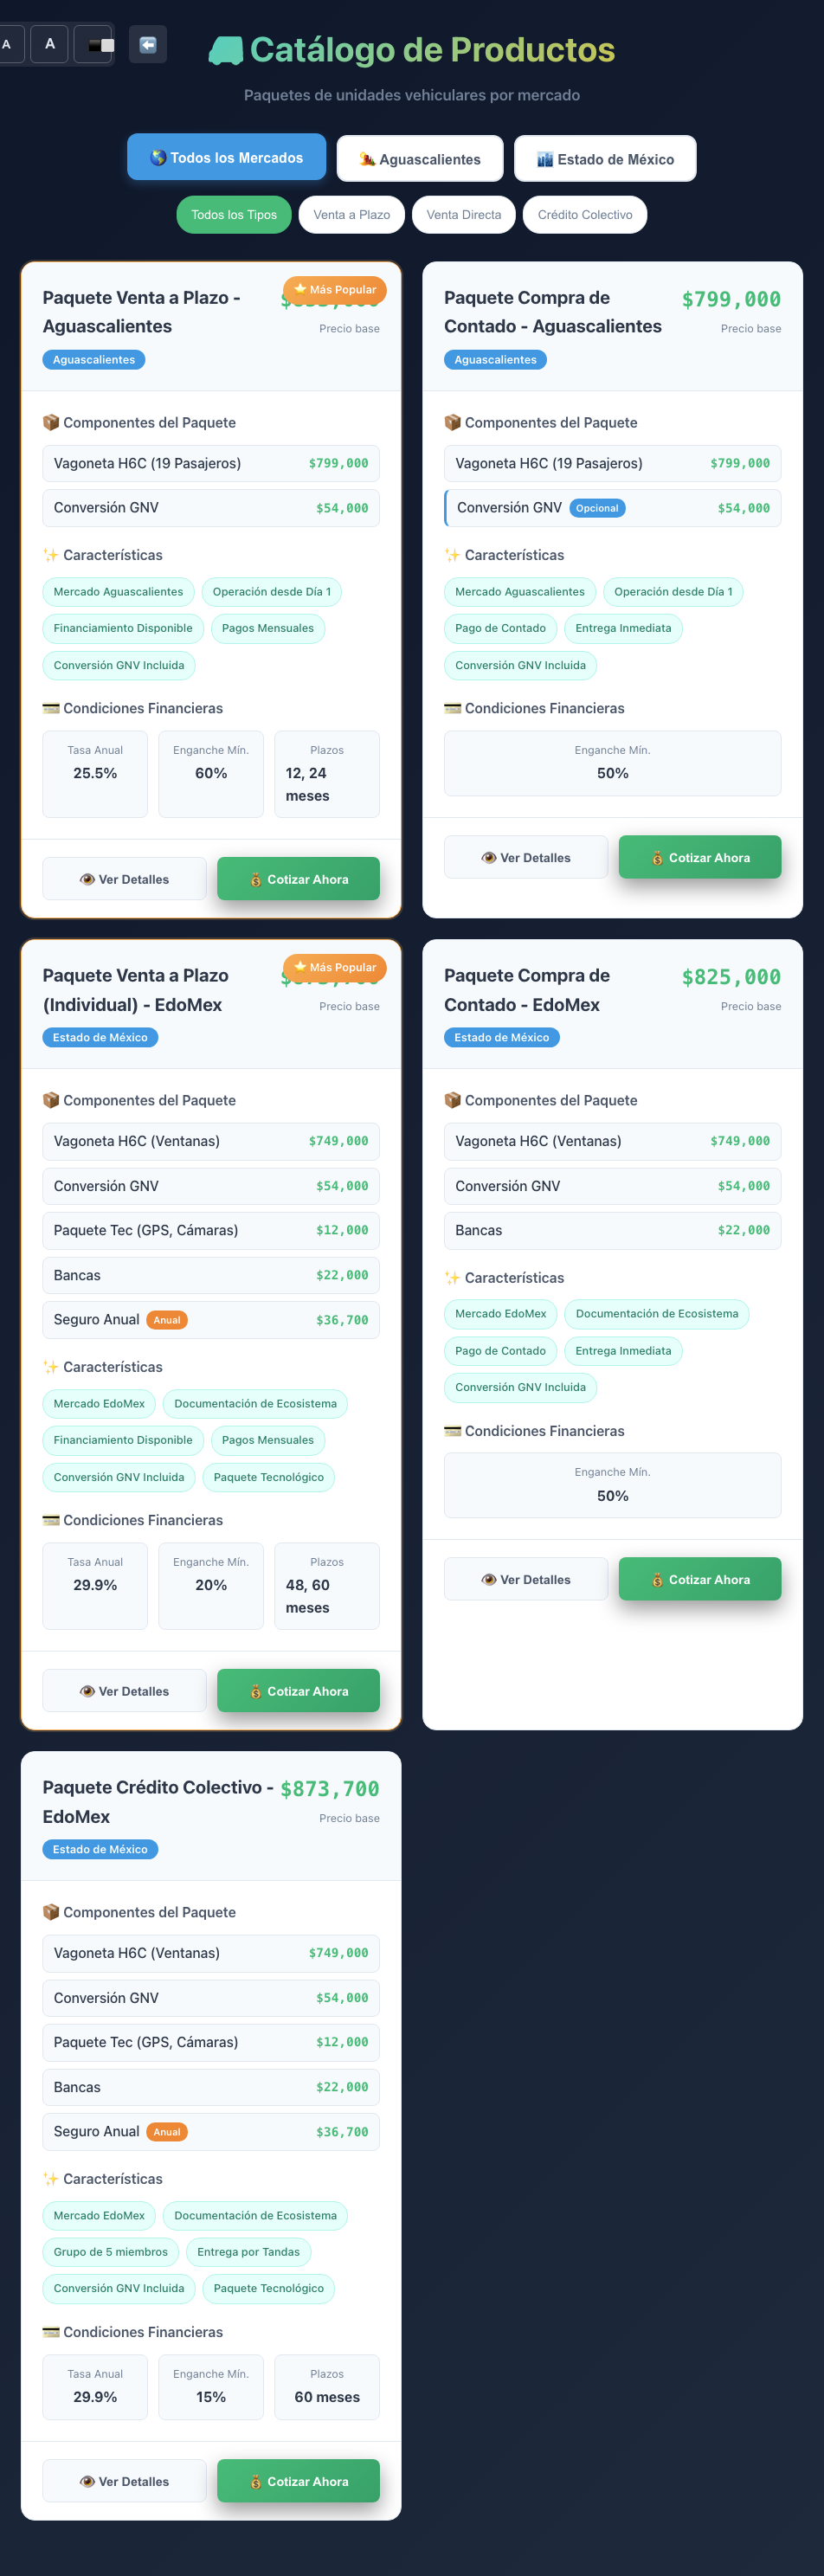 A
A
Catálogo de Productos
Paquetes de unidades vehiculares por mercado
Todos los Mercados
Aguascalientes
Estado de México
Todos los Tipos
Venta a Plazo
Venta Directa
Crédito Colectivo
Paquete Venta a Plazo -
Aguascalientes
Más Popular
Precio base
Aguascalientes
Componentes del Paquete
Vagoneta H6C (19 Pasajeros) $799,000
Conversión GNV $54,000
Características
Mercado Aguascalientes
Operación desde Día 1
Financiamiento Disponible
Pagos Mensuales
Conversión GNV Incluida
Condiciones Financieras
Tasa Anual
25.5%
Enganche Mín.
60%
Plazos
12, 24
meses
Ver Detalles
Cotizar Ahora
Paquete Compra de
Contado - Aguascalientes
$799,000
Precio base
Aguascalientes
Componentes del Paquete
Vagoneta H6C (19 Pasajeros) $799,000
Conversión GNV Opcional $54,000
Características
Mercado Aguascalientes
Operación desde Día 1
Pago de Contado
Entrega Inmediata
Conversión GNV Incluida
Condiciones Financieras
Enganche Mín.
50%
Ver Detalles
Cotizar Ahora
Paquete Venta a Plazo
(Individual) - EdoMex
Más Popular
Precio base
Estado de México
Componentes del Paquete
Vagoneta H6C (Ventanas) $749,000
Conversión GNV $54,000
Paquete Tec (GPS, Cámaras) $12,000
Bancas $22,000
Seguro Anual Anual $36,700
Características
Mercado EdoMex
Documentación de Ecosistema
Financiamiento Disponible
Pagos Mensuales
Conversión GNV Incluida
Paquete Tecnológico
Condiciones Financieras
Tasa Anual
29.9%
Enganche Mín.
20%
Plazos
48, 60
meses
Ver Detalles
Cotizar Ahora
Paquete Compra de
Contado - EdoMex
$825,000
Precio base
Estado de México
Componentes del Paquete
Vagoneta H6C (Ventanas) $749,000
Conversión GNV $54,000
Bancas $22,000
Características
Mercado EdoMex
Documentación de Ecosistema
Pago de Contado
Entrega Inmediata
Conversión GNV Incluida
Condiciones Financieras
Enganche Mín.
50%
Ver Detalles
Cotizar Ahora
Paquete Crédito Colectivo -
EdoMex
$873,700
Precio base
Estado de México
Componentes del Paquete
Vagoneta H6C (Ventanas) $749,000
Conversión GNV $54,000
Paquete Tec (GPS, Cámaras) $12,000
Bancas $22,000
Seguro Anual Anual $36,700
Características
Mercado EdoMex
Documentación de Ecosistema
Grupo de 5 miembros
Entrega por Tandas
Conversión GNV Incluida
Paquete Tecnológico
Condiciones Financieras
Tasa Anual
29.9%
Enganche Mín.
15%
Plazos
60 meses
Ver Detalles
Cotizar Ahora